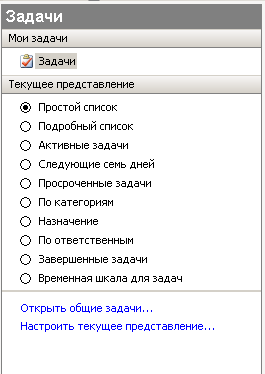 Задачи
Мои задачи
Задачи
Текущее представление
Простой список
Подробный список
Активные задачи
Следующие семь дней
Просроченные задачи
По категориям
Назначение
По ответственным
Завершенные задачи
Временная шкала для задач
Открыть общие задачи...
Настроить текущее представление...